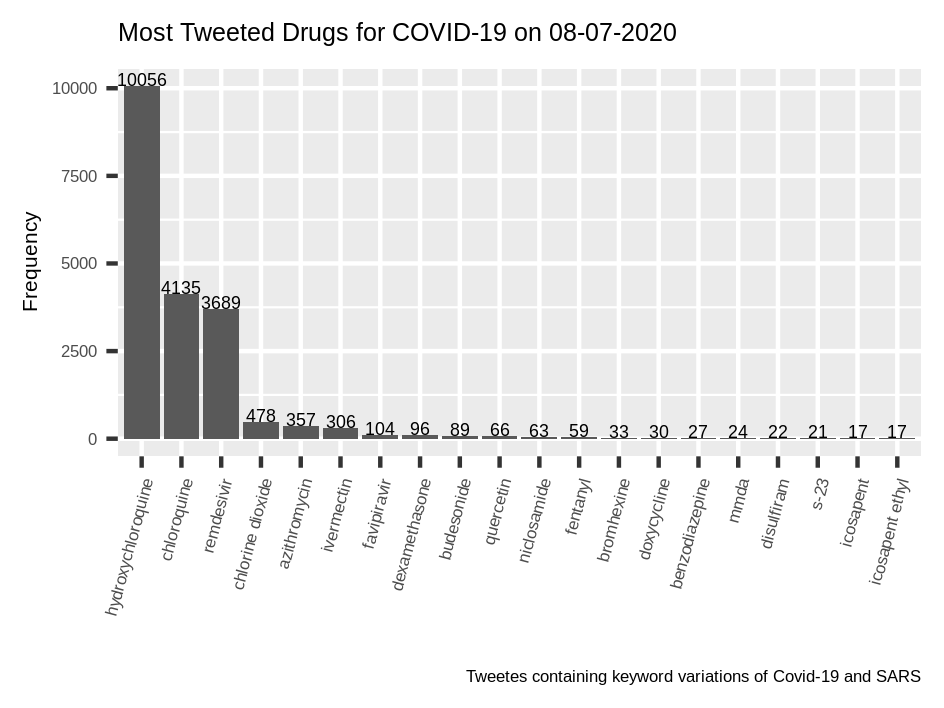 Most Tweeted Drugs for COVID-19 on 08-07-2020
Frequency
10000
7500
5000
2500
0
10056
4135
3689
478
357
306
104
96
89
66
63
59
33
30
27
24
22
21
17
17
hydroxychloroquine
chloroquine
remdesivir
chlorine dioxide
azithromycin
ivermectin
favipiravir
dexamethasone
budesonide
quercetin
niclosamide
fentanyl
bromhexine
doxycycline
benzodiazepine
mmda
disulfiram
s-23
icosapent
icosapent ethyl
Tweetes containing keyword variations of Covid-19 and SARS